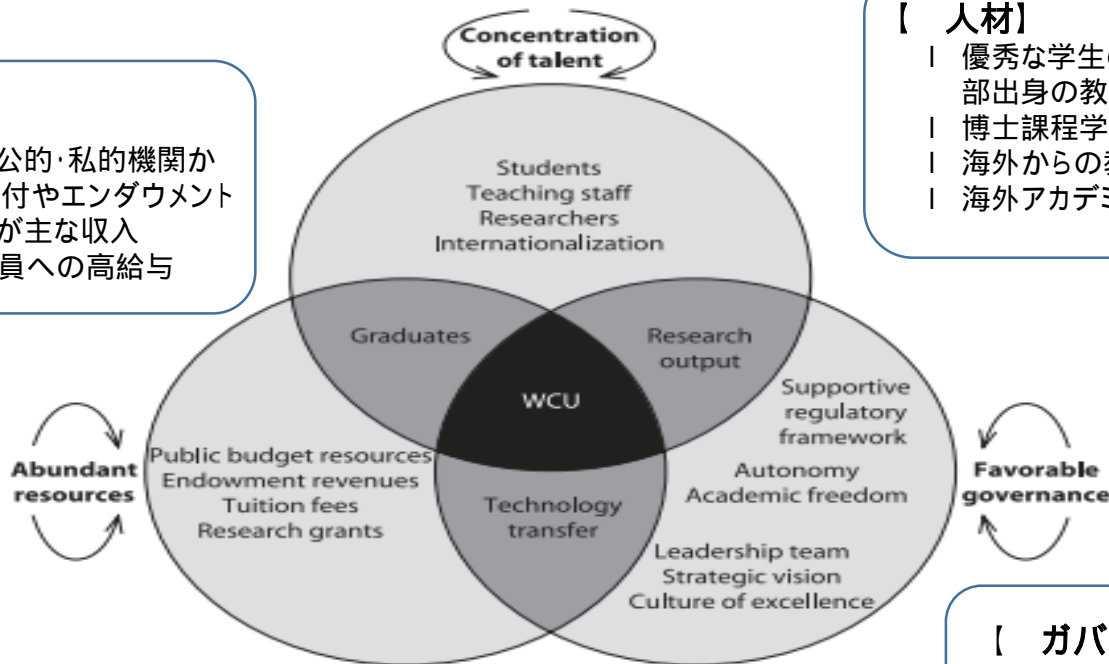 Concentration
of talent
【 人材】
l 優秀な学生
部出身の教
l 博士課程学
l 海外からの
l 海外アカデミ
公的・私的機関か
付やエンダウメント
が主な収入
員への高給与
Students
Teaching staff
Researchers
Internationalization
Graduates
Research
output
WCU
Supportive
regulatory
framework
Abundant
resources
Public budget resources
Endowment revenues
Tuition fees
Research grants
Technology
transfer
Autonomy
Academic freedom
Favorable
governance
Leadership team
Strategic vision
Culture of excellence
【 ガバ